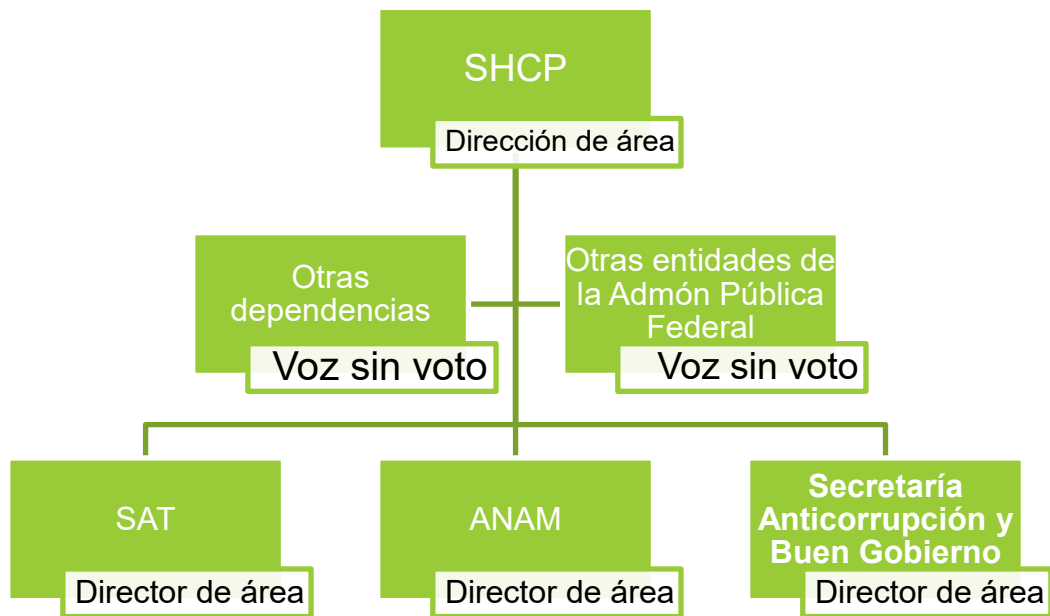 SHCP
Dirección de área
Otras
dependencias
Voz sin voto
Otras entidades de
la Admón Pública
Federal
Voz sin voto
SAT
Director de área
ANAM
Director de área
Secretaría
Anticorrupción y
Buen Gobierno
Director de área